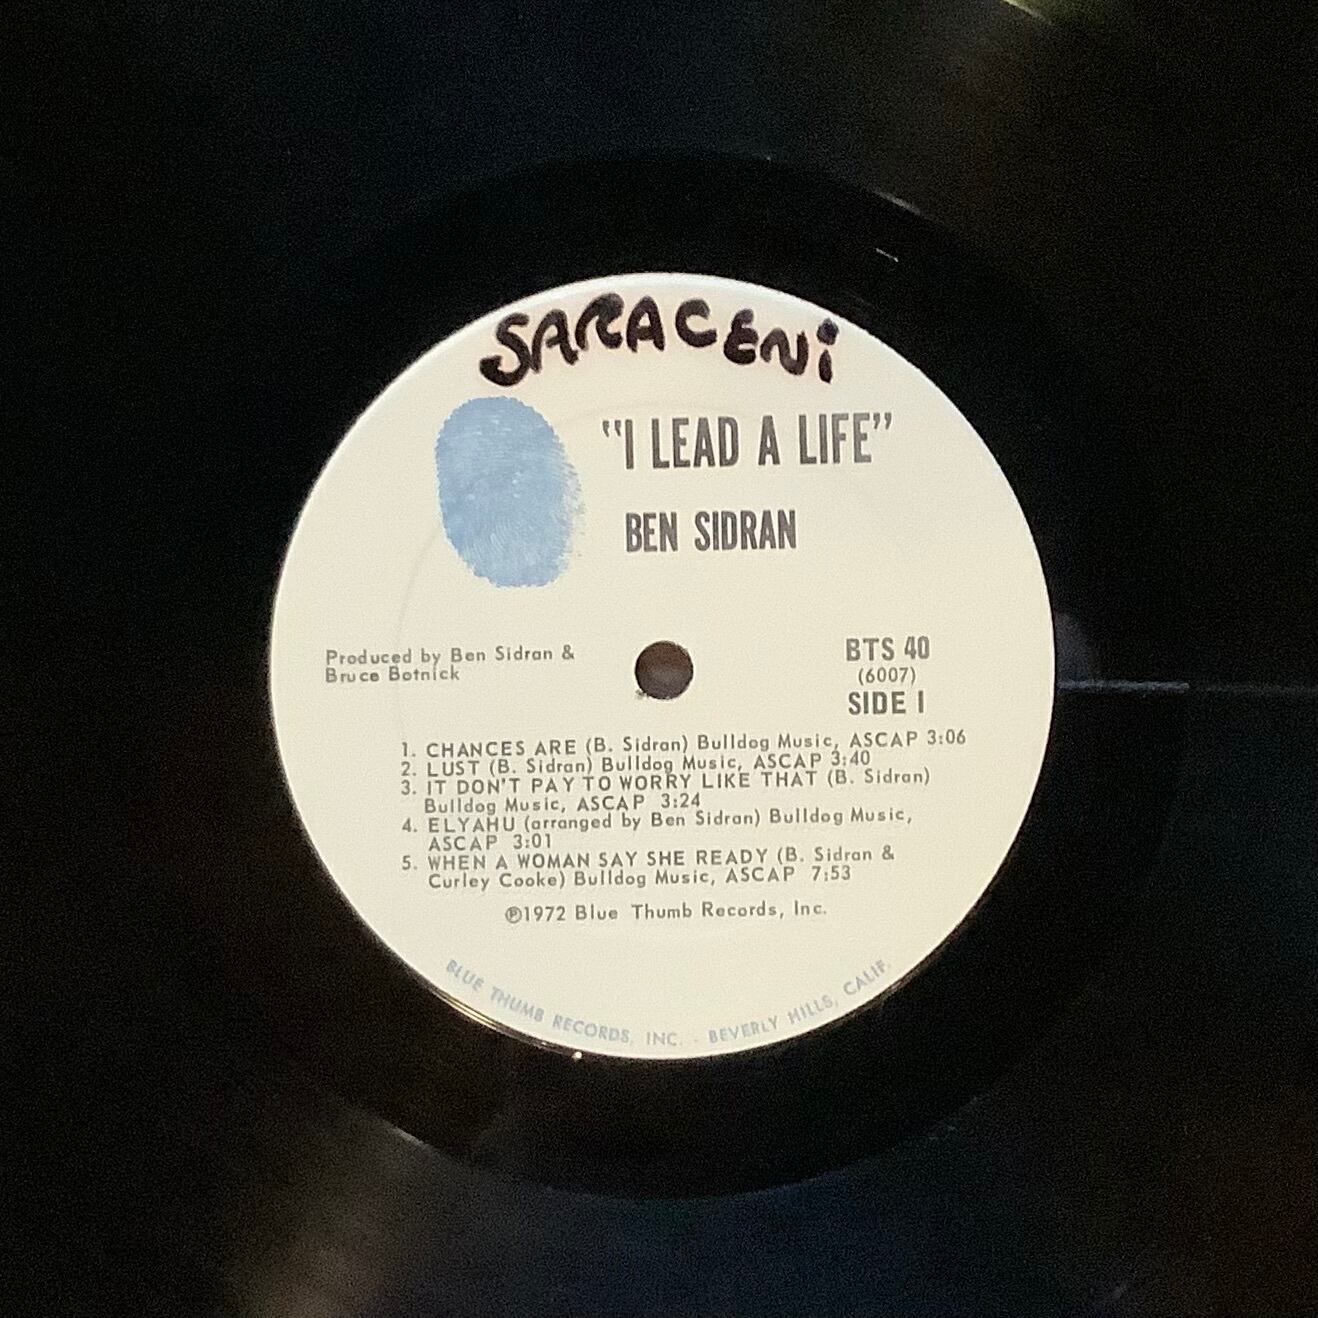 SARACENi
"I LEAD A LIFE"
BEN SIDRAN
Produced by Ben Sidran &
Bruce Botnick
BTS 40
(6007)
SIDE 1
1. CHANCES ARE (B. Sidran) Bulldog Music, ASCAP 3:06
2. LUST (B. Sidran) Bulldog Music, ASCAP 3:40
3. IT DON'T PAY TO WORRY LIKE THAT (B. Sidran)
Bulldog Music, ASCAP 3:24
4. ELYAHU (arranged by Ben Sidran) Bulldog Music,
ASCAP 3:01
5. WHEN A WOMAN SAY SHE READY (B. Sidran &
Curley Cooke) Bulldog Music, ASCAP 7:53
℗1972 Blue Thumb Records, Inc.
BLUE THUMB RECORDS, INC. · BEVERLY HILLS, CALIF.